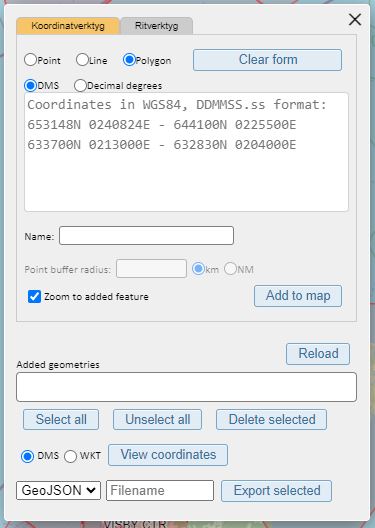 Koordinatverktyg Ritverktyg
Point Line Polygon Clear form
DMS Decimal degrees
Coordinates in WGS84, DDMMSS.ss format:
653148N 0240824E - 644100N 0225500E
633700N 0213000E - 632830N 0204000E
Name:
Point buffer radius: km NM
Zoom to added feature Add to map
Reload
Added geometries
Select all Unselect all Delete selected
DMS WKT View coordinates
GeoJSON Filename Export selected
VISBY CTR